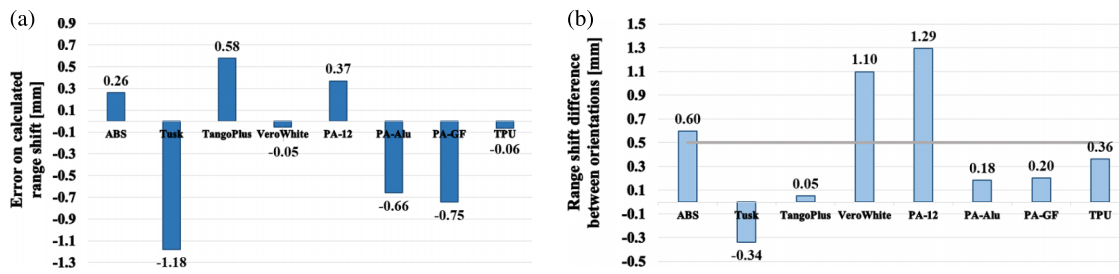 (a)
Error on calculated
range shift [mm]
0.9
0.7
0.5
0.3
0.1
-0.1
-0.3
-0.5
-0.7
-0.9
-1.1
-1.3
0.26
-1.18
0.58
-0.05
0.37
-0.66
-0.75
-0.06
ABS
Tusk
TangoPlus
VeroWhite
PA-12
PA-Alu
PA-GF
TPU
(b)
Range shift difference
between orientations [mm]
1.5
1.3
1.1
0.9
0.7
0.5
0.3
0.1
-0.1
-0.3
-0.5
0.60
-0.34
0.05
1.10
1.29
0.18
0.20
0.36
ABS
Tusk
TangoPlus
VeroWhite
PA-12
PA-Alu
PA-GF
TPU